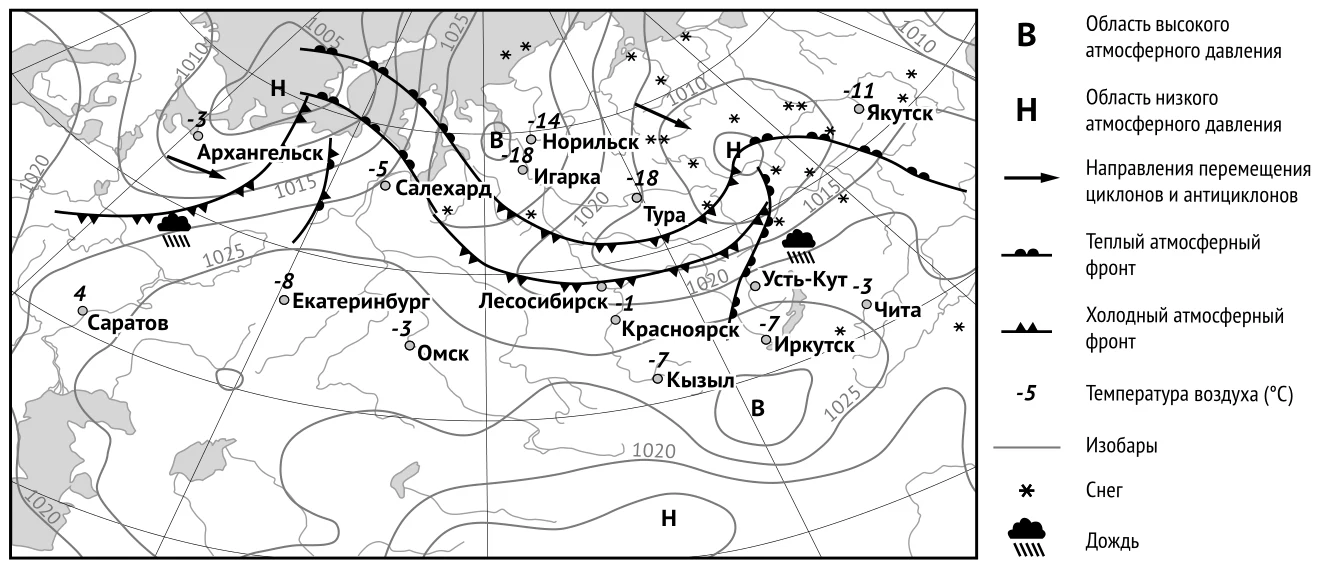 1005
1025
1010
1010
В
Область высокого
атмосферного давления
Н
1010
-11
Якутск
Н
Область низкого
атмосферного давления
-3
Архангельск
В
-14
Норильск
-18
Игарка
Н
1020
-5
Салехард
1015
-18
Тура
1020
1015
Направления перемещения
циклонов и антициклонов
1025
Теплый атмосферный
фронт
-8
Екатеринбург
Лесосибирск
1020
Усть-Кут
-3
Чита
4
Саратов
-1
Красноярск
Холодный атмосферный
фронт
-3
Омск
-7
Иркутск
-7
Кызыл
В
1025
-5
Температура воздуха (°C)
1020
Изобары
1020
Н
Снег
Дождь